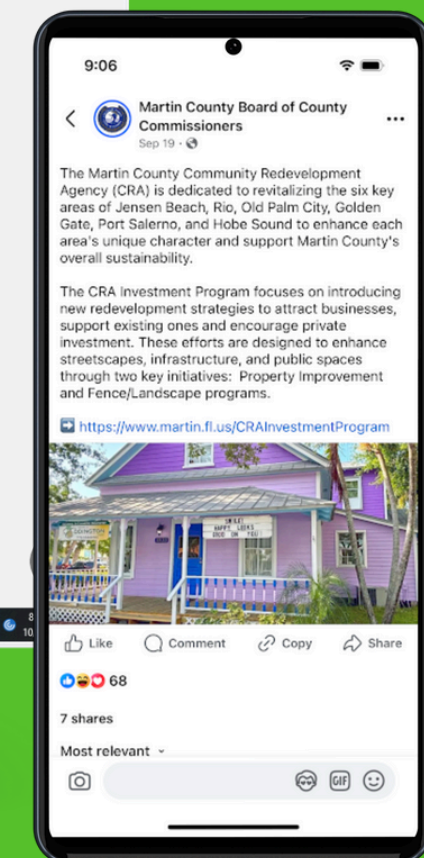 9:06
Martin County Board of County
Commissioners
Sep 19
The Martin County Community Redevelopment
Agency (CRA) is dedicated to revitalizing the six key
areas of Jensen Beach, Rio, Old Palm City, Golden
Gate, Port Salerno, and Hobe Sound to enhance each
area's unique character and support Martin County's
overall sustainability.
The CRA Investment Program focuses on introducing
new redevelopment strategies to attract businesses,
support existing ones and encourage private
investment. These efforts are designed to enhance
streetscapes, infrastructure, and public spaces
through two key initiatives: Property Improvement
and Fence/Landscape programs.
https://www.martin.fl.us/CRAInvestmentProgram
SMILE!
HAPPY LOOKS
GOOD ON YOU
Like
Comment
Copy
Share
68
7 shares
Most relevant
GIF